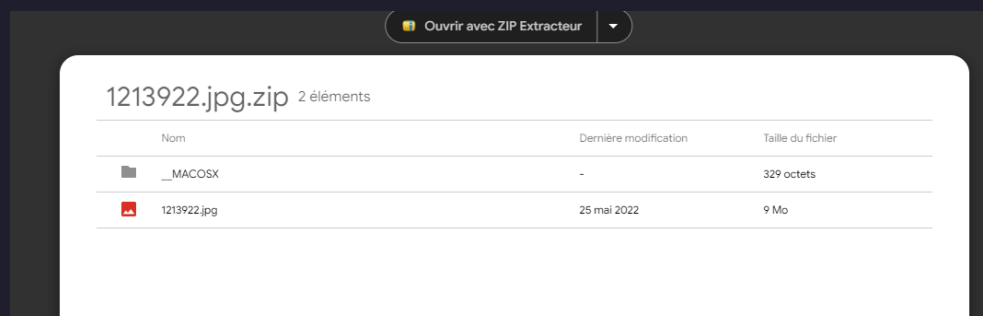 Ouvrir avec ZIP Extracteur
1213922.jpg.zip 2 éléments
Nom Dernière modification Taille du fichier
__MACOSX - 329 octets
1213922.jpg 25 mai 2022 9 Mo